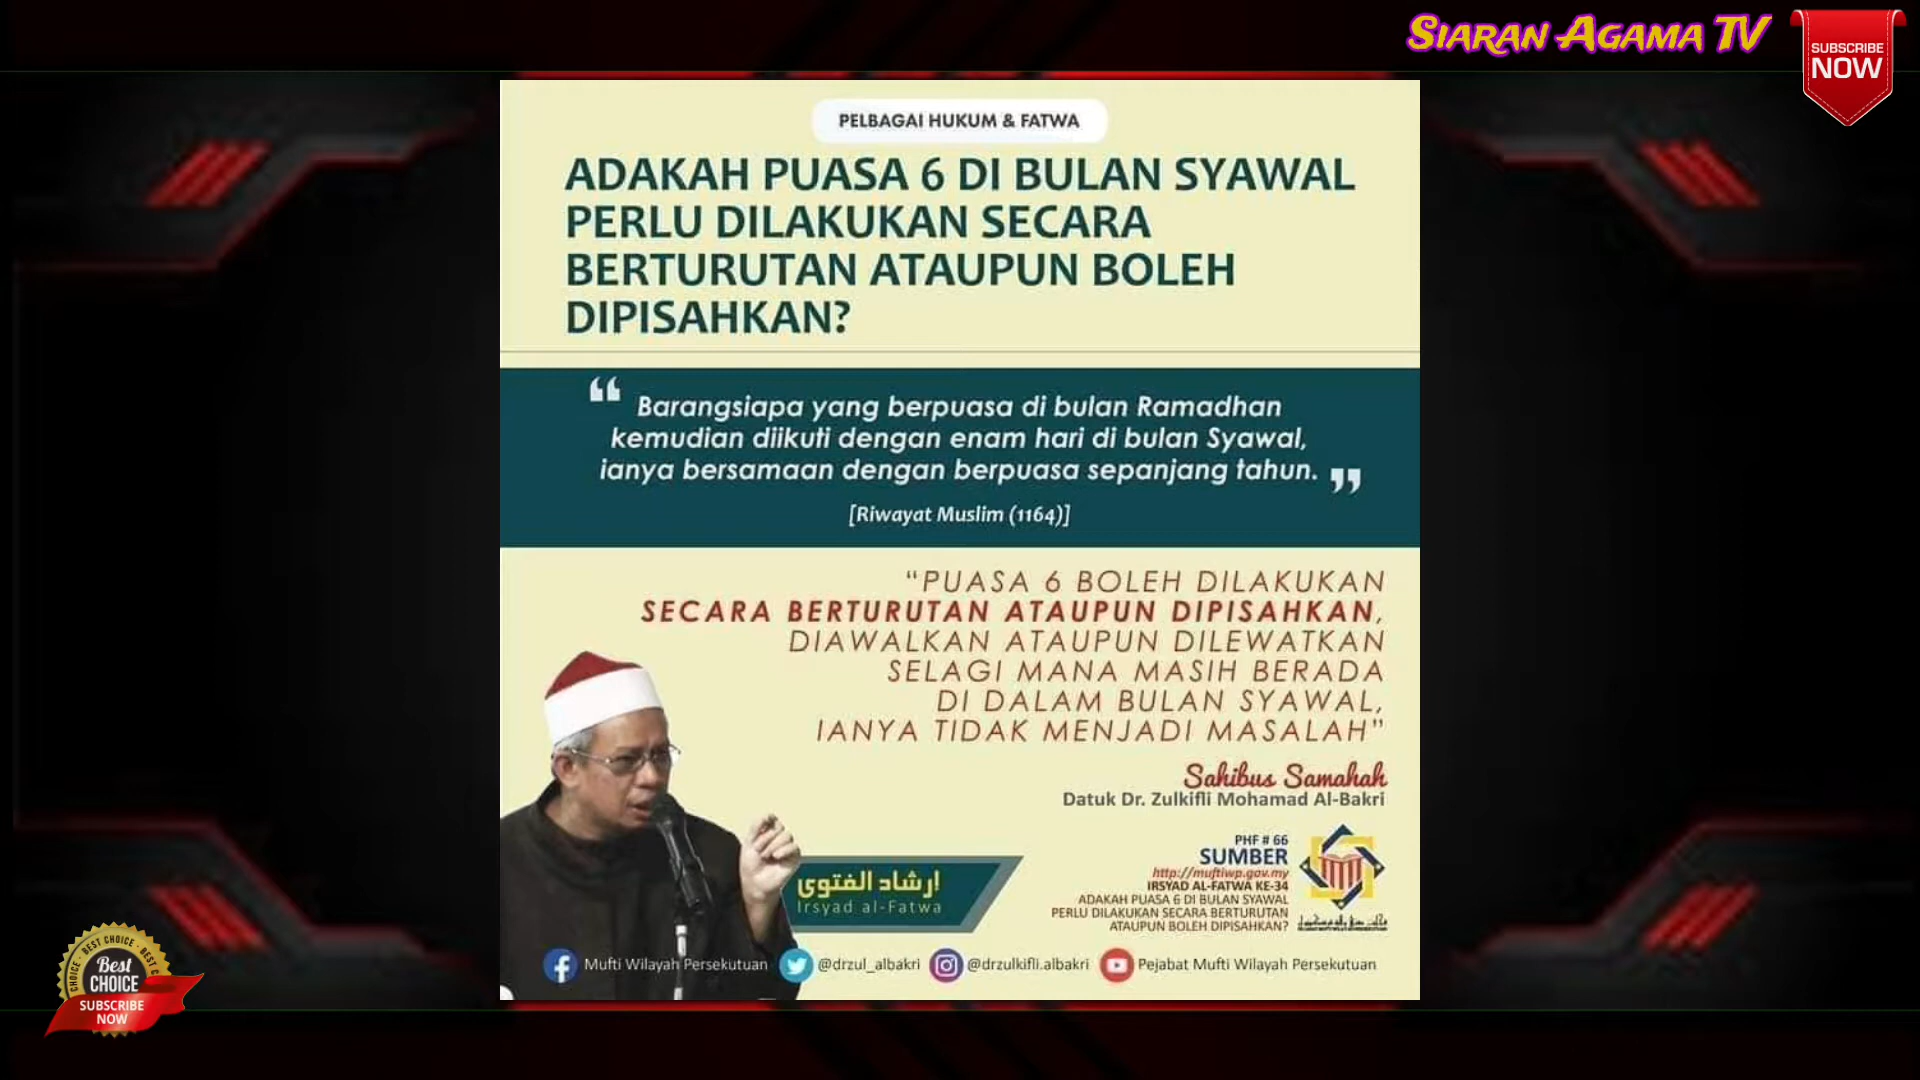 SIARAN AGAMA TV
SUBSCRIBE
NOW
PELBAGAI HUKUM & FATWA
ADAKAH PUASA 6 DI BULAN SYAWAL
PERLU DILAKUKAN SECARA
BERTURUTAN ATAUPUN BOLEH
DIPISAHKAN?
“ Barangsiapa yang berpuasa di bulan Ramadhan
kemudian diikuti dengan enam hari di bulan Syawal,
ianya bersamaan dengan berpuasa sepanjang tahun. ”
[Riwayat Muslim (1164)]
“PUASA 6 BOLEH DILAKUKAN
SECARA BERTURUTAN ATAUPUN DIPISAHKAN,
DIAWALKAN ATAUPUN DILEWATKAN
SELAGI MANA MASIH BERADA
DI DALAM BULAN SYAWAL,
IANYA TIDAK MENJADI MASALAH”
Sahibus Samahah
Datuk Dr. Zulkifli Mohamad Al-Bakri
PHF # 66
SUMBER
http://muftiwp.gov.my
IRSYAD AL-FATWA KE-34
ADAKAH PUASA 6 DI BULAN SYAWAL
PERLU DILAKUKAN SECARA BERTURUTAN
ATAUPUN BOLEH DIPISAHKAN?
إرشاد الفتوى
Irsyad al-Fatwa
Mufti Wilayah Persekutuan @drzul_albakri @drzulkifli.albakri Pejabat Mufti Wilayah Persekutuan
BEST CHOICE
Best
CHOICE
SUBSCRIBE
NOW